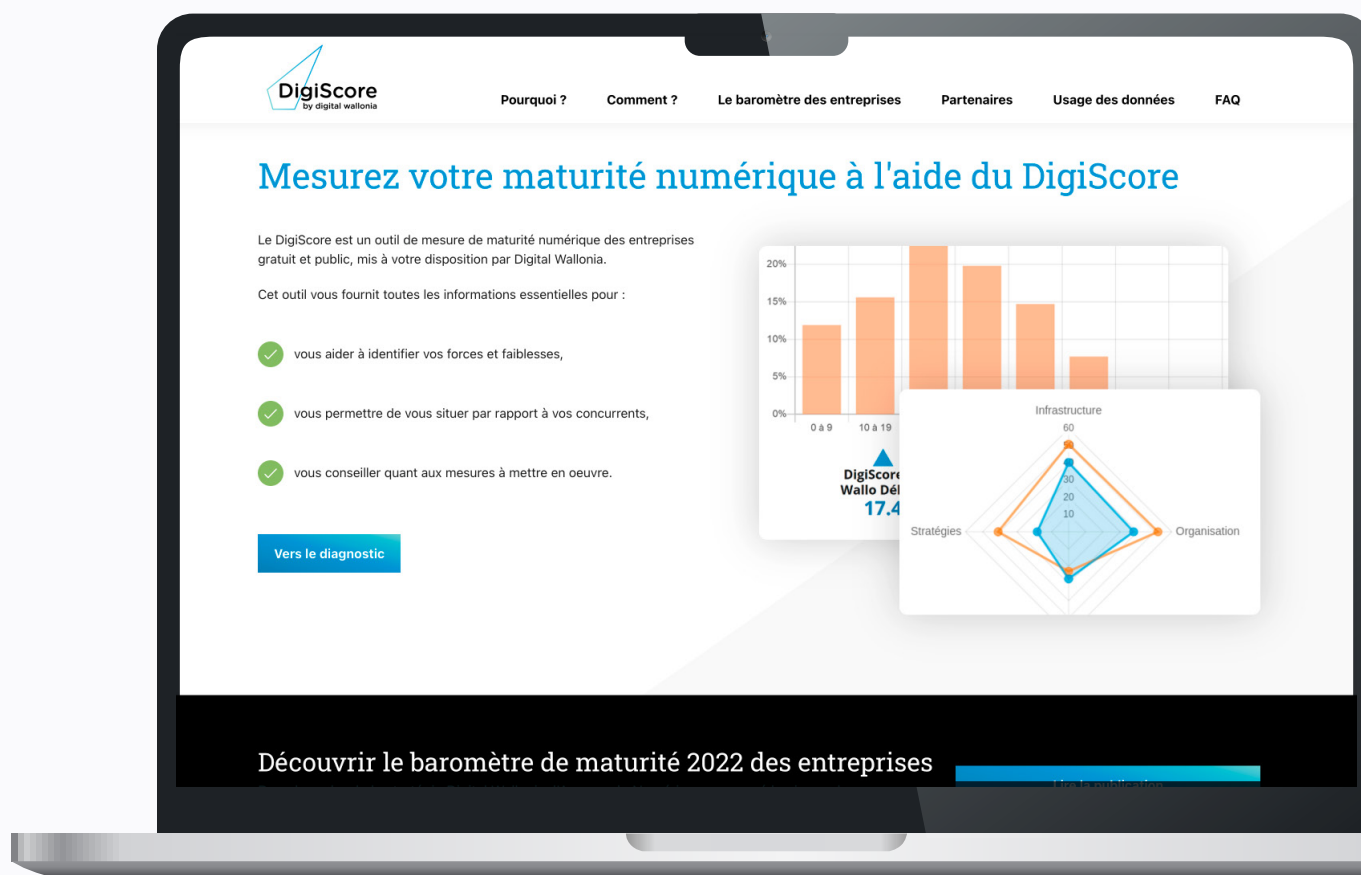 DigiScore
by digital wallonia
Pourquoi ?
Comment ?
Le baromètre des entreprises
Partenaires
Usage des données
FAQ
Mesurez votre maturité numérique à l'aide du DigiScore
Le DigiScore est un outil de mesure de maturité numérique des entreprises
gratuit et public, mis à votre disposition par Digital Wallonia.
Cet outil vous fournit toutes les informations essentielles pour :
vous aider à identifier vos forces et faiblesses,
vous permettre de vous situer par rapport à vos concurrents,
vous conseiller quant aux mesures à mettre en oeuvre.
Vers le diagnostic
20%
15%
10%
5%
0%
0 à 9
10 à 19
DigiScore
Wallo Dél
17.4
Infrastructure
60
30
20
10
Stratégies
Organisation
Découvrir le baromètre de maturité 2022 des entreprises
Lire la publication